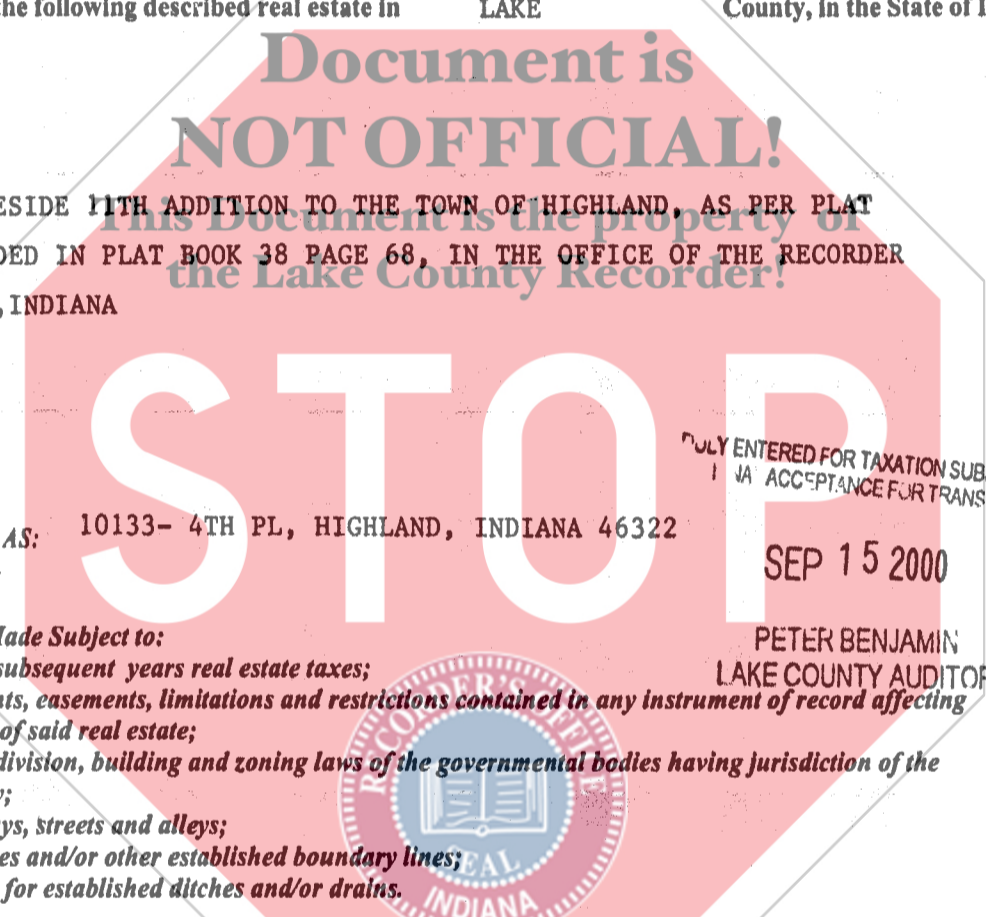 the following described real estate in LAKE County, in the State of
Document is
NOT OFFICIAL!
ESIDE 11TH ADDITION TO THE TOWN OF HIGHLAND, AS PER PLAT
This Document is the property of
DED IN PLAT BOOK 38 PAGE 68, IN THE OFFICE OF THE RECORDER
the Lake County Recorder!
, INDIANA
STOP
DULY ENTERED FOR TAXATION SUB
ACCEPTANCE FOR TRANS
AS: 10133- 4TH PL, HIGHLAND, INDIANA 46322
SEP 15 2000
PETER BENJAMIN
LAKE COUNTY AUDITOR
Made Subject to:
subsequent years real estate taxes;
nts, easements, limitations and restrictions contained in any instrument of record affecting
of said real estate;
division, building and zoning laws of the governmental bodies having jurisdiction of the
y;
ys, streets and alleys;
es and/or other established boundary lines;
for established ditches and/or drains.
RECORDER'S OFFICE
SEAL
INDIANA